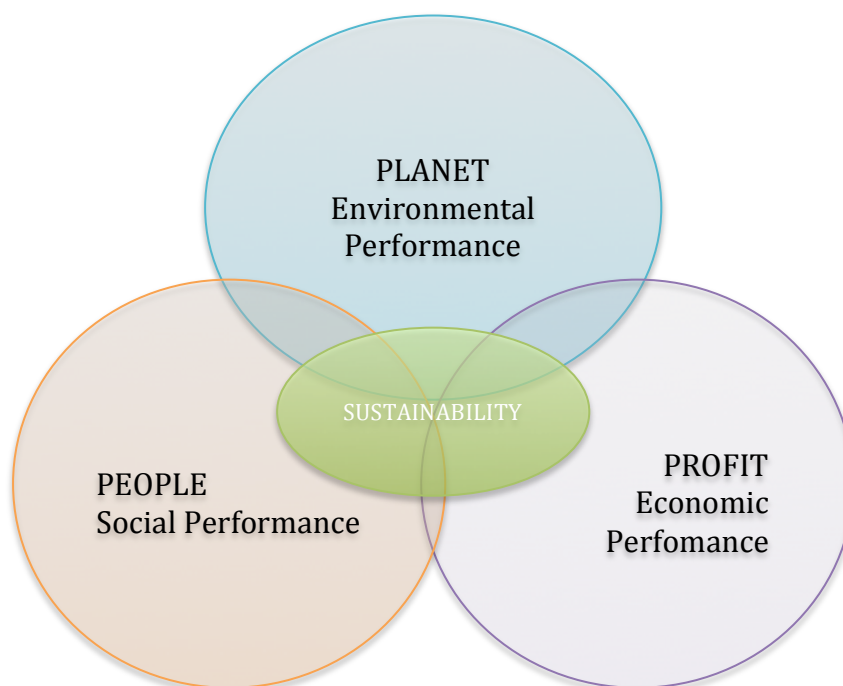 PLANET
Environmental
Performance
SUSTAINABILITY
PEOPLE
Social Performance
PROFIT
Economic
Perfomance